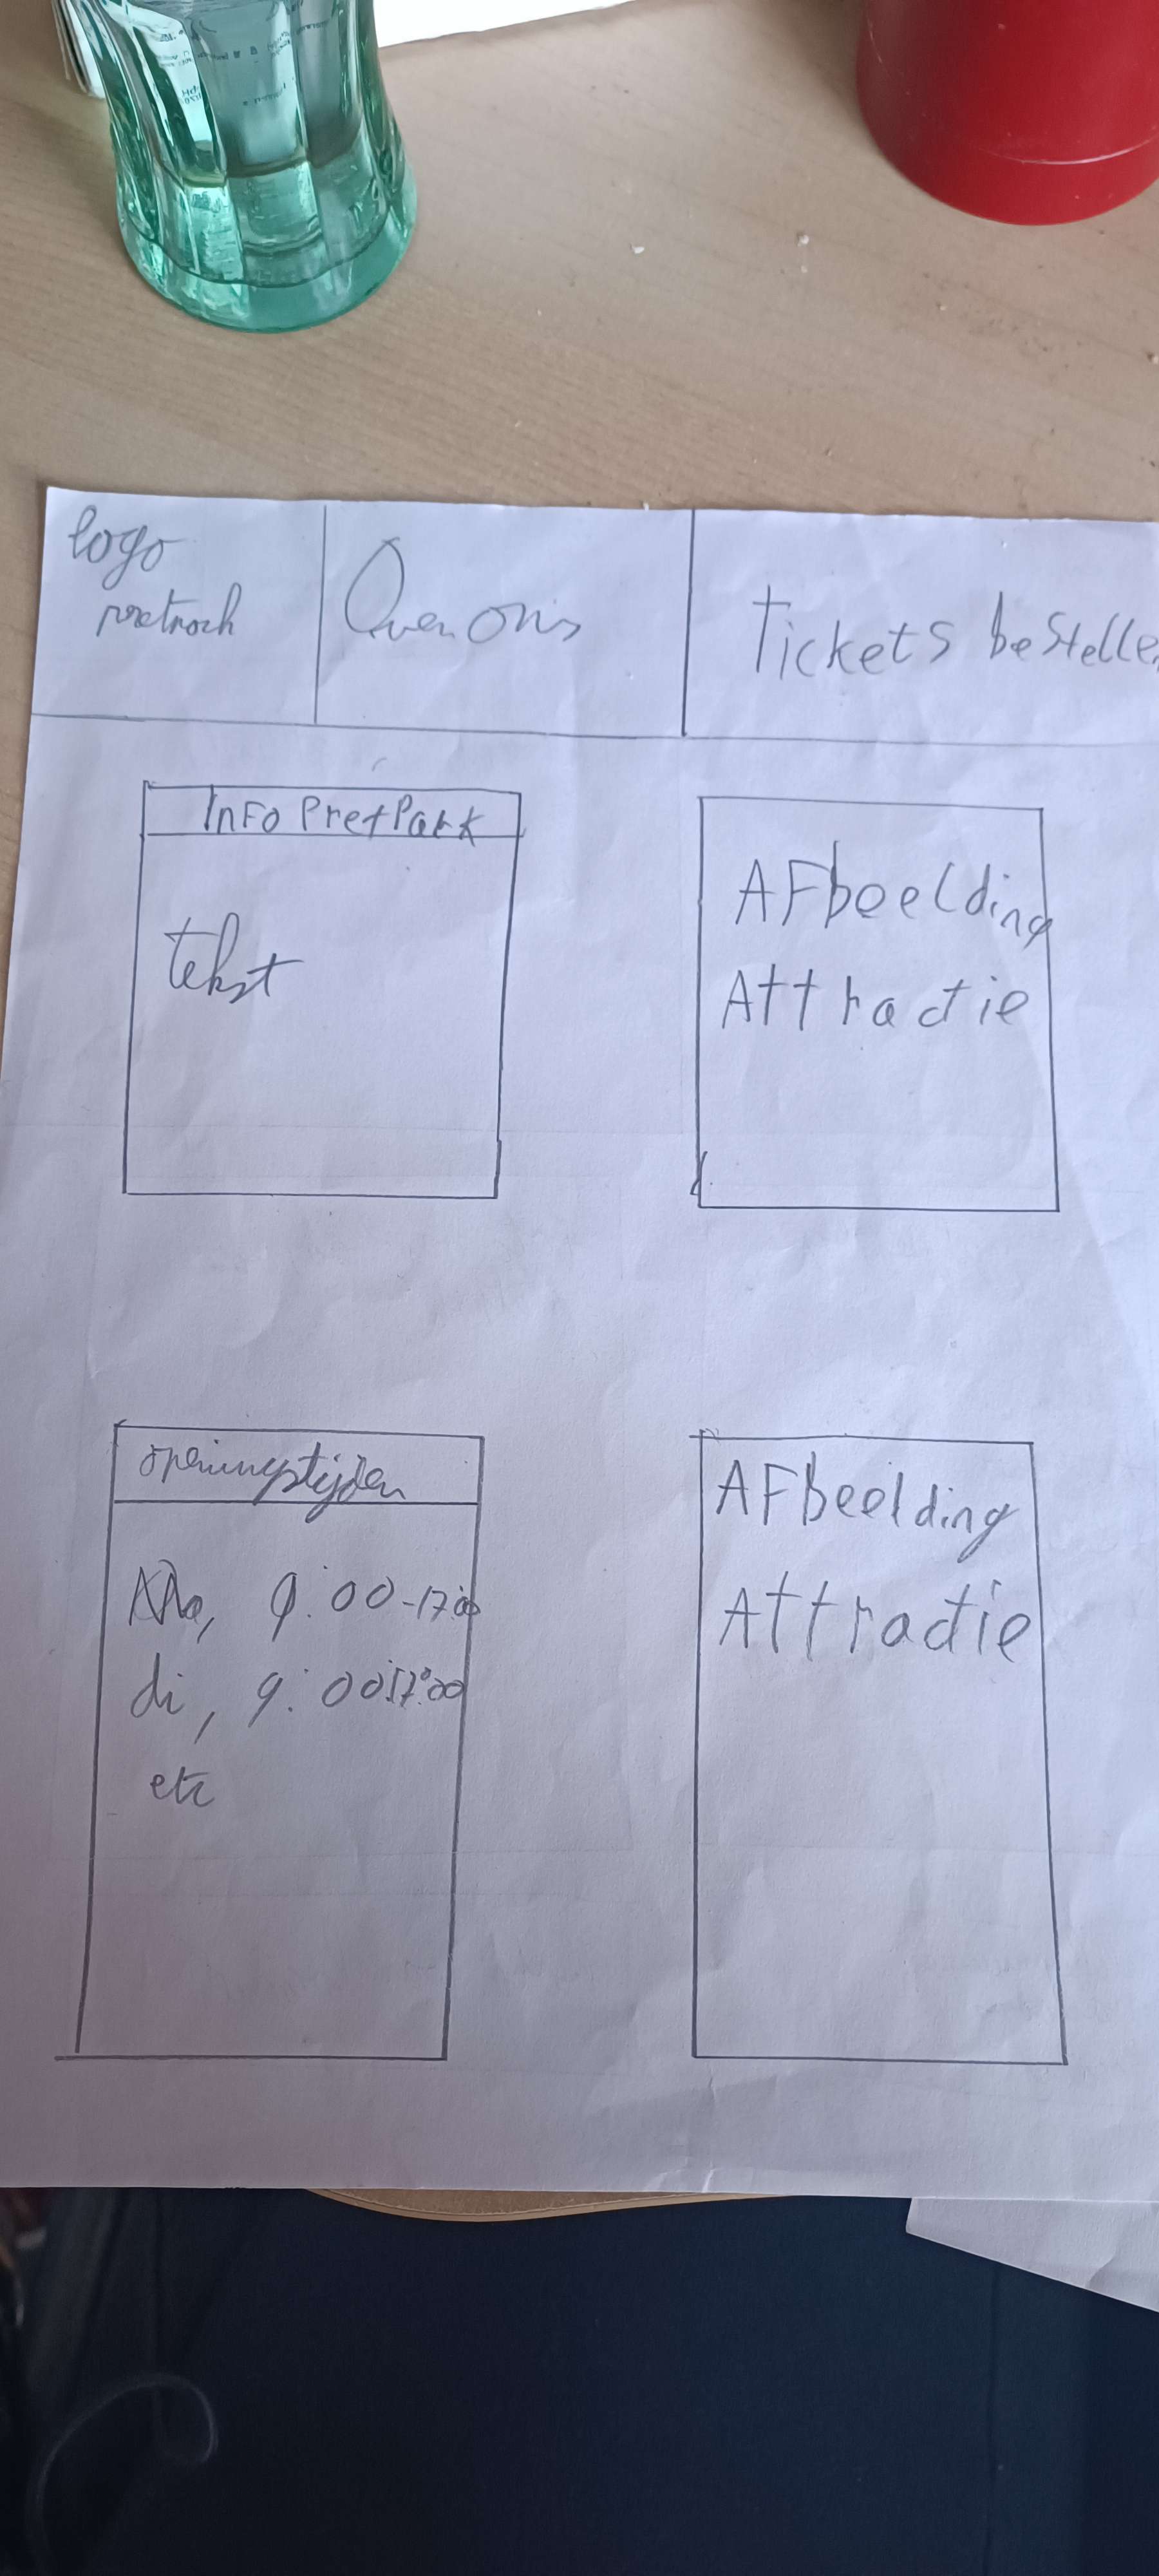 logo
pretpark
Over ons
Tickets bestelle
Info PretPark
tekst
AFbeelding
Attractie
openingstijden
Ma, 9:00-17:00
di, 9:00-17:00
etc
AFbeelding
Attractie